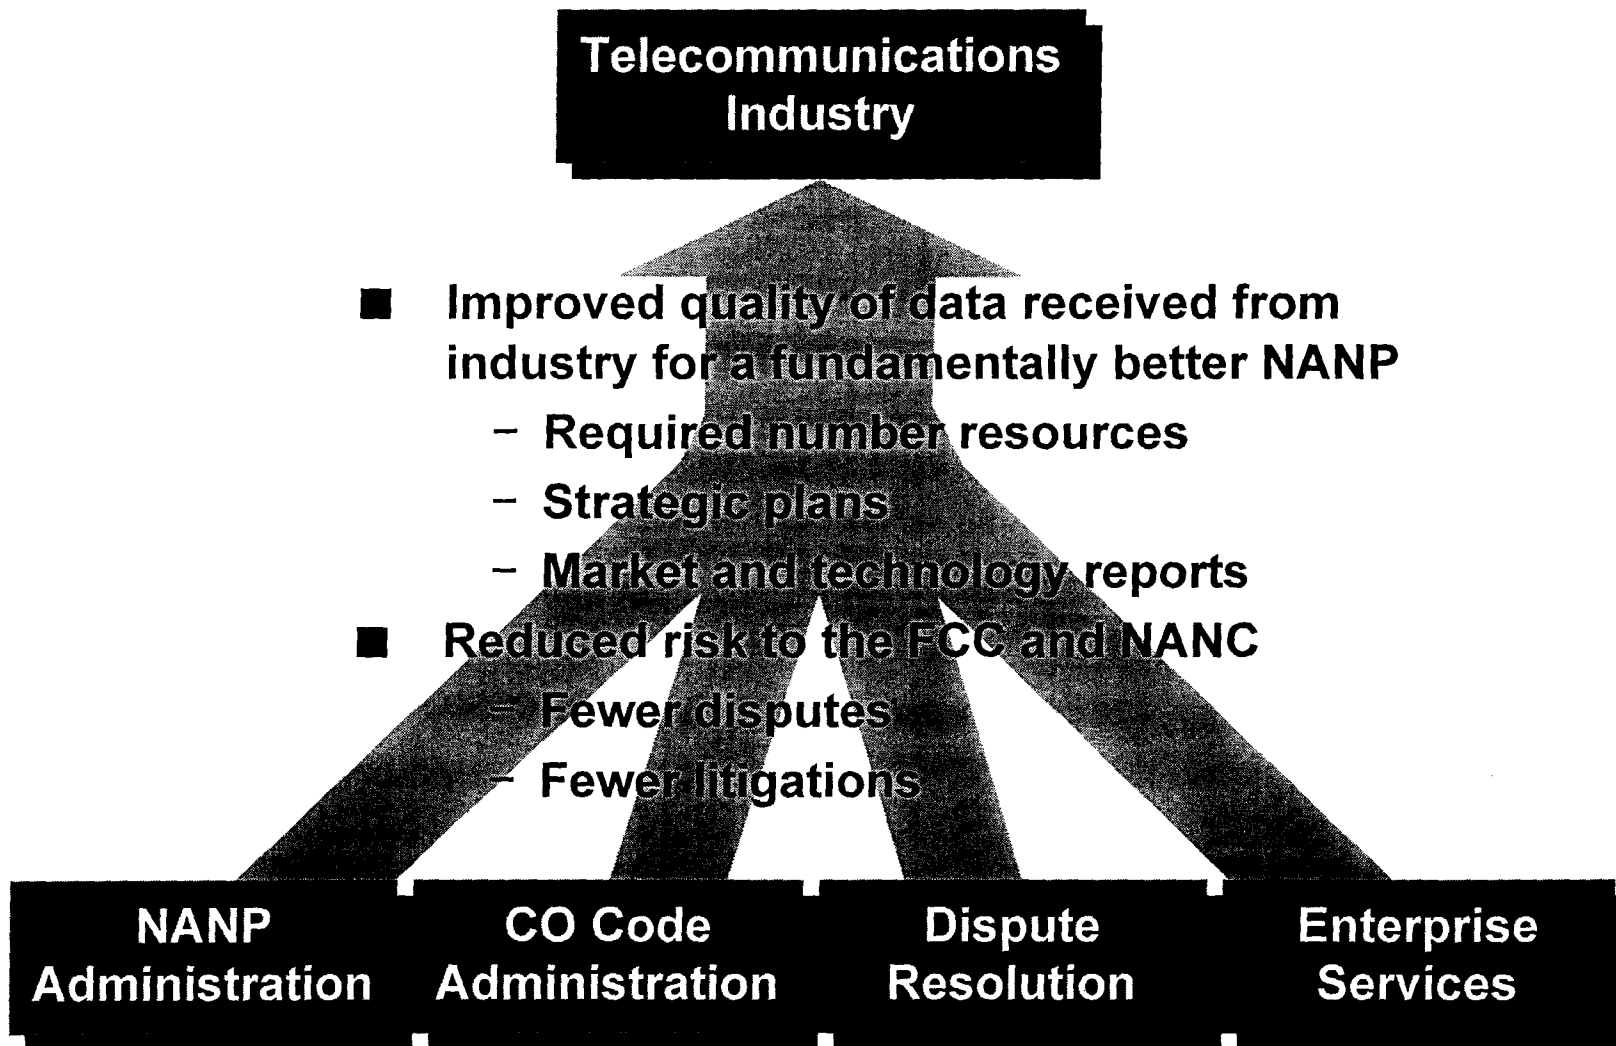 Telecommunications
Industry
■ Improved quality of data received from
industry for a fundamentally better NANP
– Required number resources
– Strategic plans
– Market and technology reports
■ Reduced risk to the FCC and NANC
– Fewer disputes
– Fewer litigations
NANP
Administration
CO Code
Administration
Dispute
Resolution
Enterprise
Services